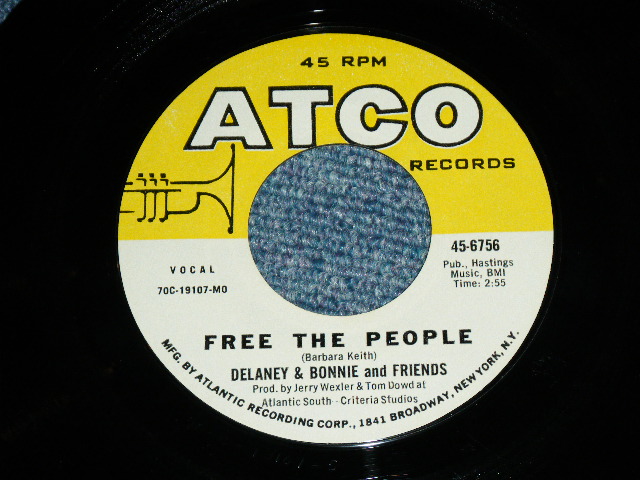 45 RPM
ATCO
RECORDS
45-6756
Pub., Hastings
Music, BMI
Time: 2:55
VOCAL
70C-19107-MO
FREE THE PEOPLE
(Barbara Keith)
DELANEY & BONNIE and FRIENDS
Prod. by Jerry Wexler & Tom Dowd at
Atlantic South - Criteria Studios
MFG. BY ATLANTIC RECORDING CORP., 1841 BROADWAY, NEW YORK, N.Y.